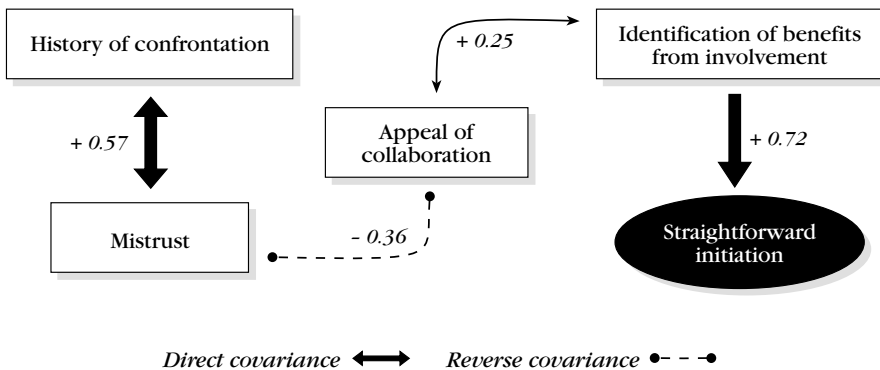 History of confrontation
Identification of benefits
from involvement
+ 0.25
+ 0.57
Appeal of
collaboration
+ 0.72
Mistrust
– 0.36
Straightforward
initiation
Direct covariance
Reverse covariance